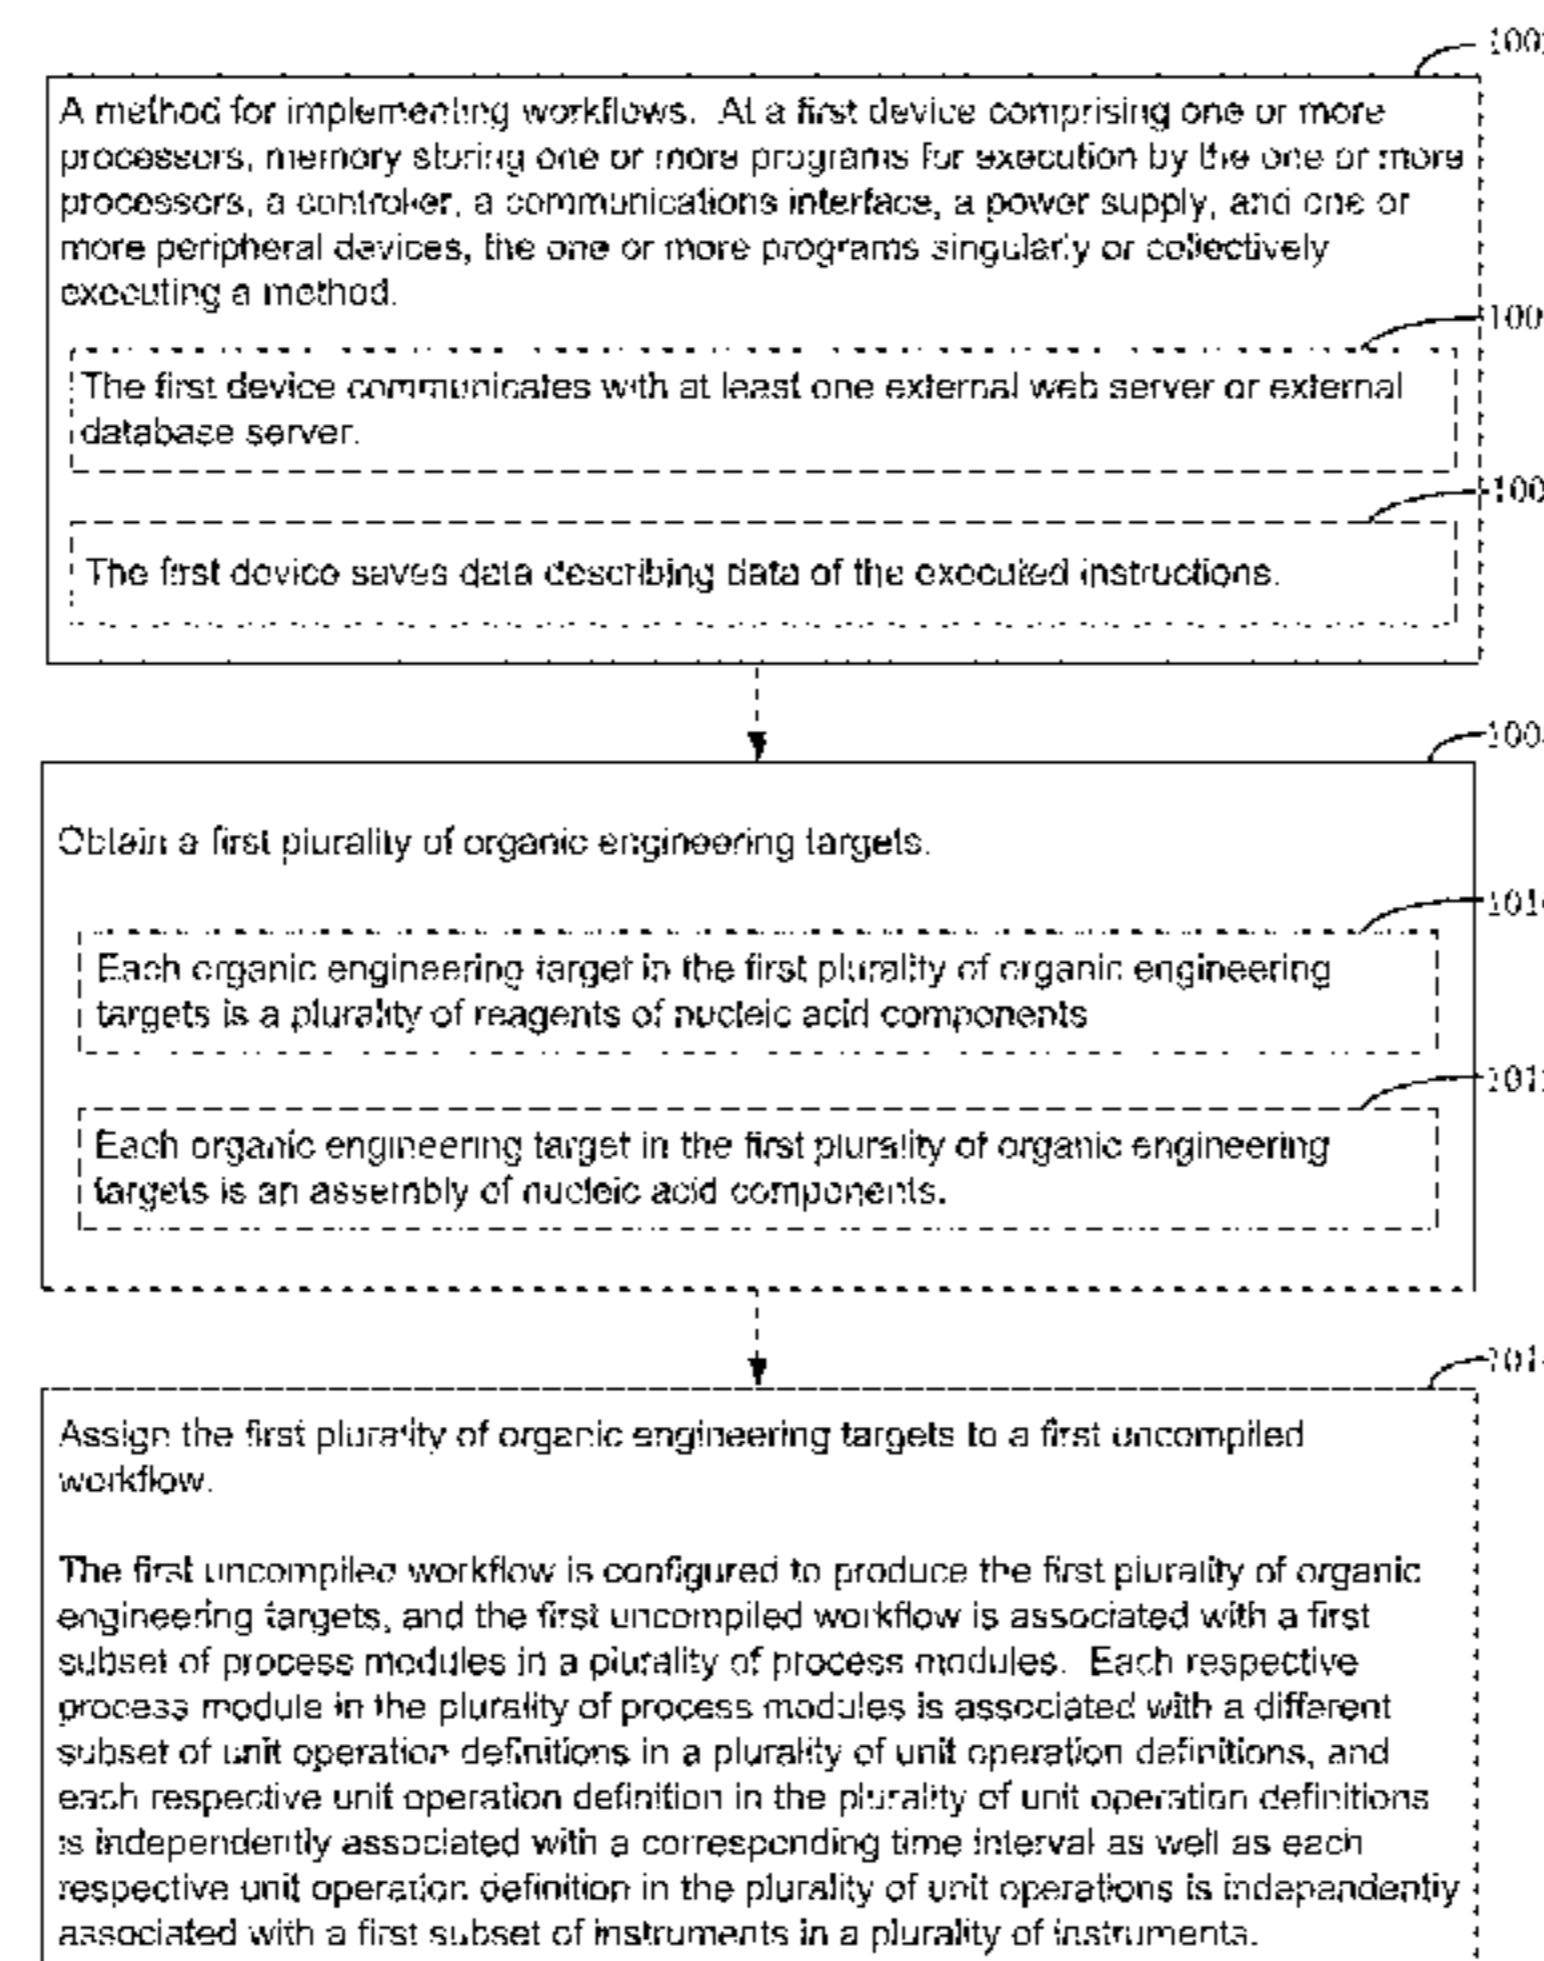 A method for implementing workflows. At a first device comprising one or more
processors, memory storing one or more programs for execution by the one or more
processors, a controller, a communications interface, a power supply, and one or
more peripheral devices, the one or more programs singularly or collectively
executing a method.
The first device communicates with at least one external web server or external
database server.
The first device saves data describing data of the executed instructions.
Obtain a first plurality of organic engineering targets.
Each organic engineering target in the first plurality of organic engineering
targets is a plurality of reagents of nucleic acid components
Each organic engineering target in the first plurality of organic engineering
targets is an assembly of nucleic acid components.
Assign the first plurality of organic engineering targets to a first uncompiled
workflow.
The first uncompiled workflow is configured to produce the first plurality of organic
engineering targets, and the first uncompiled workflow is associated with a first
subset of process modules in a plurality of process modules. Each respective
process module in the plurality of process modules is associated with a different
subset of unit operation definitions in a plurality of unit operation definitions, and
each respective unit operation definition in the plurality of unit operation definitions
is independently associated with a corresponding time interval as well as each
respective unit operation definition in the plurality of unit operations is independently
associated with a first subset of instruments in a plurality of instruments.